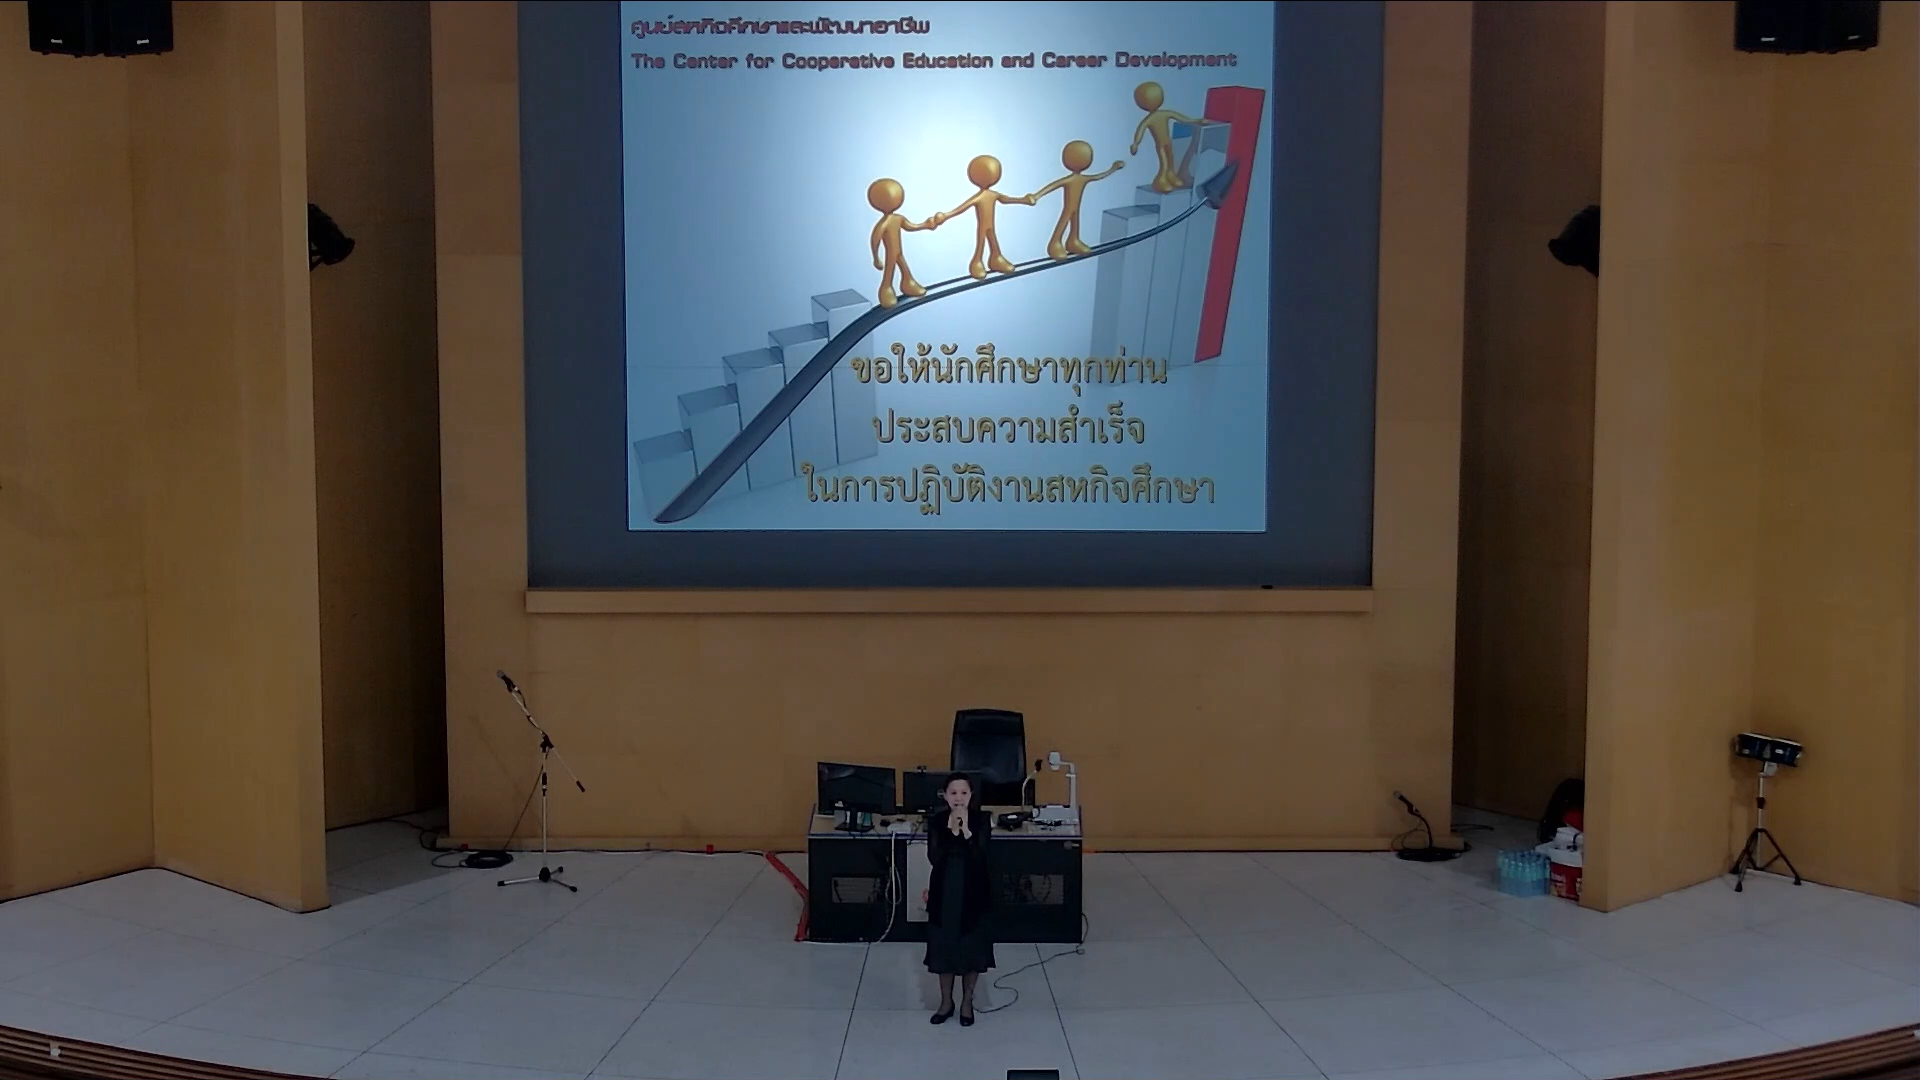 ศูนย์สหกิจศึกษาและพัฒนาอาชีพ
The Center for Cooperative Education and Career Development
ขอให้นักศึกษาทุกท่าน
ประสบความสำเร็จ
ในการปฏิบัติงานสหกิจศึกษา